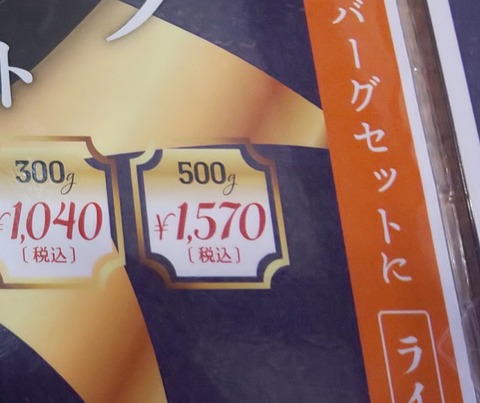 ト
300g
¥1,040
[税込]
500g
¥1,570
[税込]
バーグセットに
ライ